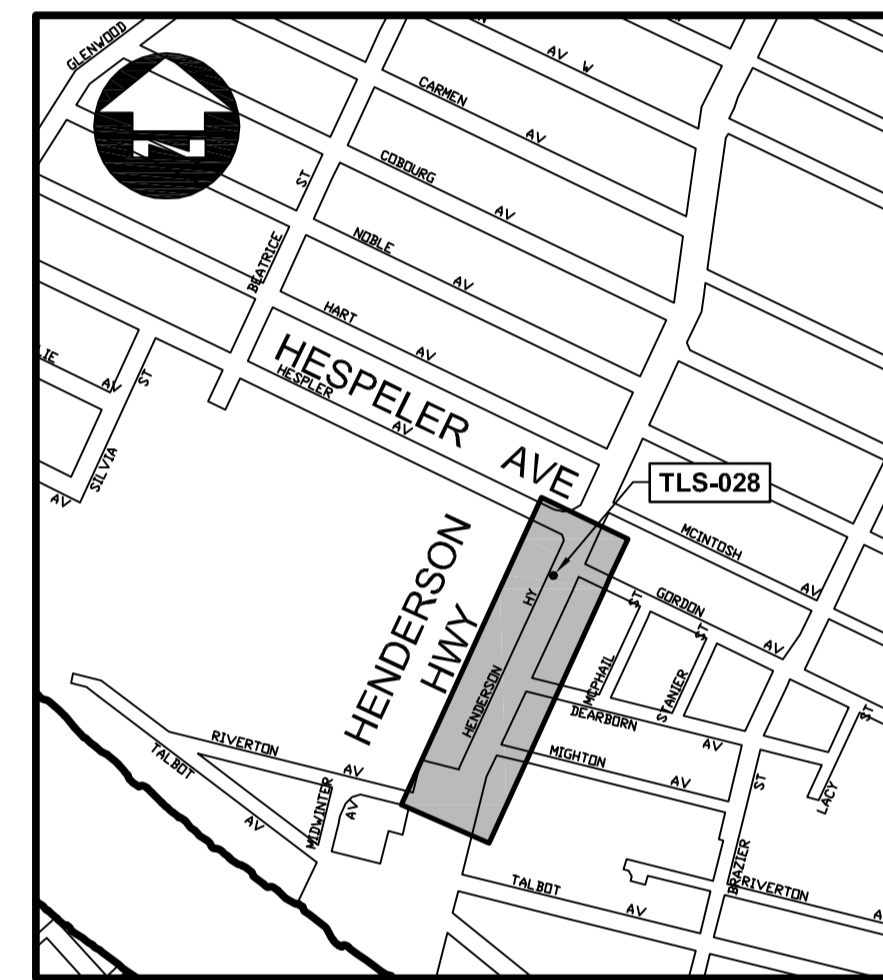 GLENWOOD
N
AV W
CARMEN
AV
COBOURG
AV
ST
BEATRICE
NOBLE
AV
HART
AV
HESPELER AVE
HESPLER
AV
LIE
AV
ST
SILVIA
AV
TLS-028
MCINTOSH
AV
HENDERSON
HWY
HY
HENDERSON
GORDON
AV
ST
MCPHAIL
ST
STANIER
DEARBORN
AV
MIGHTON
AV
ST
BRAZIER
ST
LACY
RIVERTON
AV
TALBOT
AV
MIDWINTER
AV
TALBOT
AV
RIVERTON
A